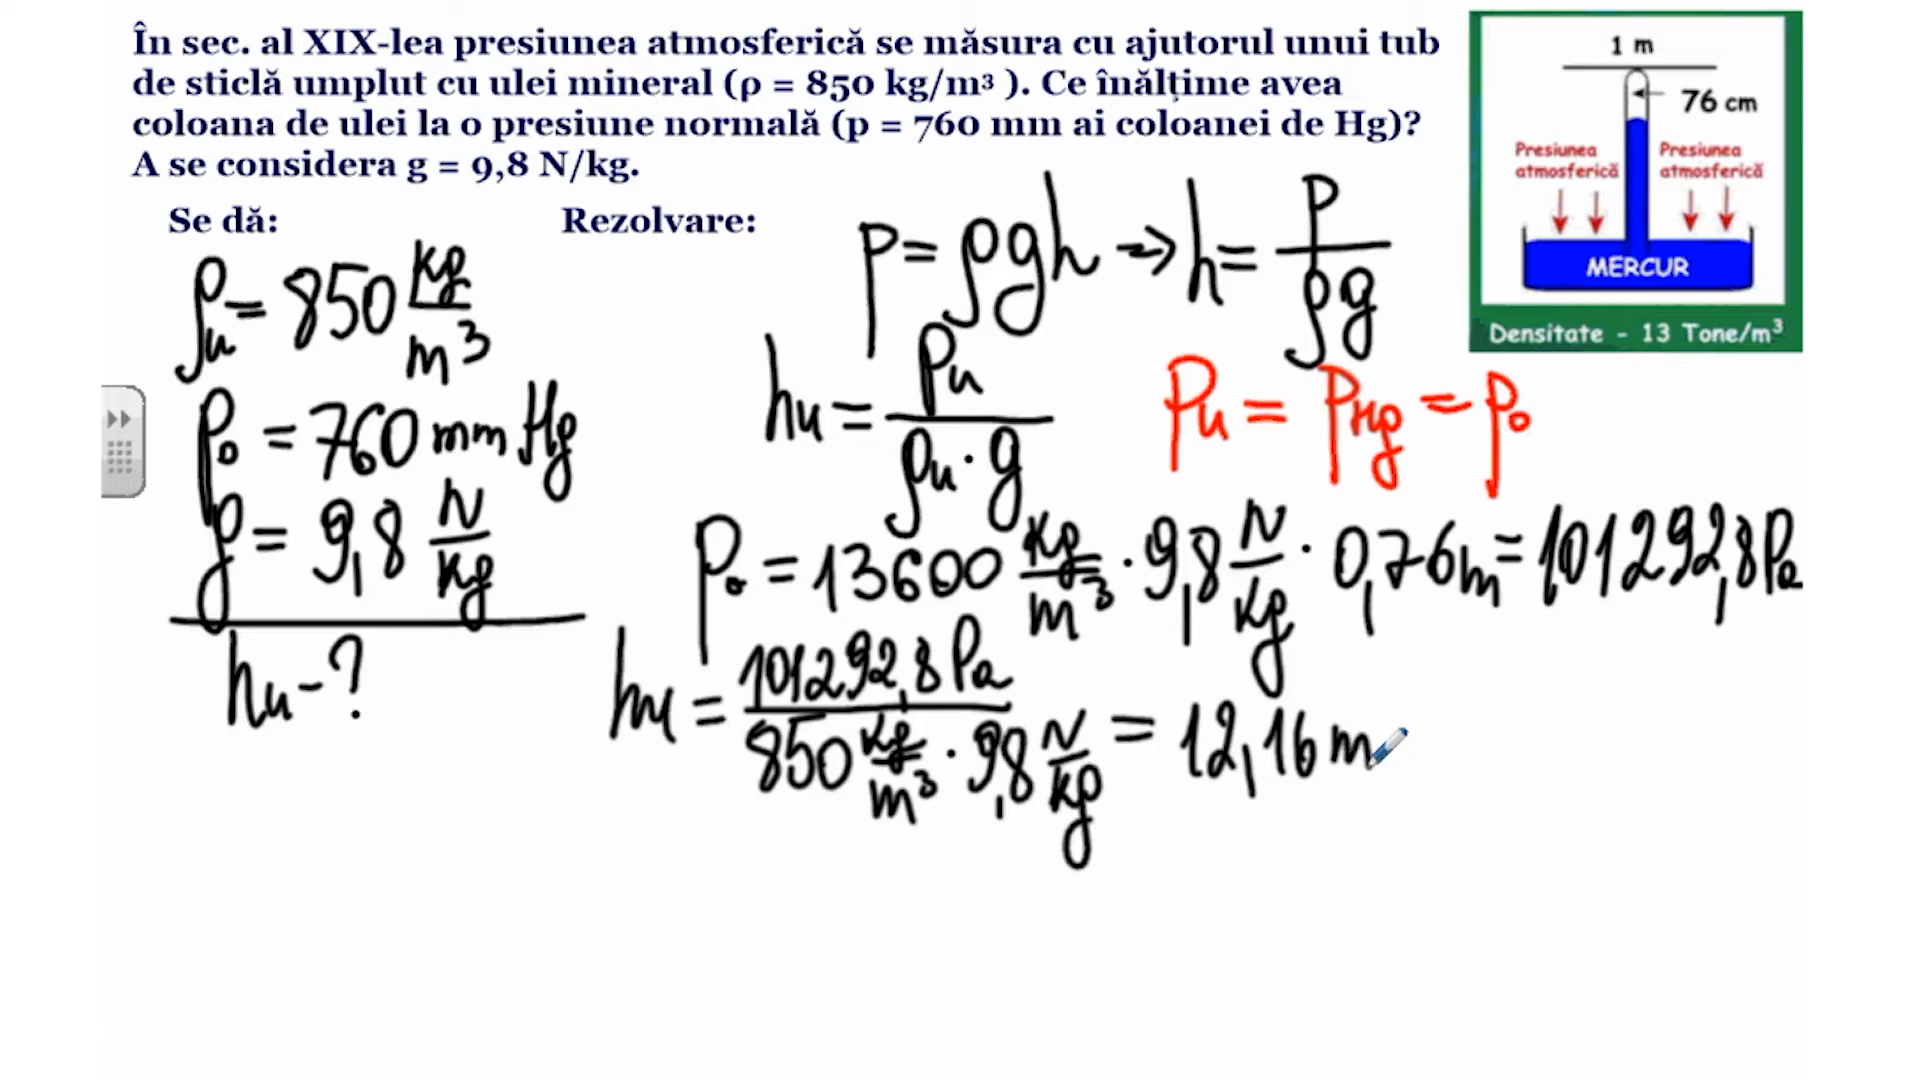 În sec. al XIX-lea presiunea atmosferică se măsura cu ajutorul unui tub
de sticlă umplut cu ulei mineral (ρ = 850 kg/m³ ). Ce înălţime avea
coloana de ulei la o presiune normală (p = 760 mm ai coloanei de Hg)?
A se considera g = 9,8 N/kg.
1 m
76 cm
Presiunea atmosferică
Presiunea atmosferică
MERCUR
Densitate - 13 Tone/m³
Se dă:
ρu = 850 kg/m³
p₀ = 760 mm Hg
g = 9,8 N/kg
hu - ?
Rezolvare:
p = ρgh => h = p/ρg
hu = pu/ρu · g
pu = pHg = p₀
p₀ = 13600 kg/m³ · 9,8 N/kg · 0,76m = 101292,8 Pa
hu = 101292,8 Pa/850 kg/m³ · 9,8 N/kg = 12,16 m